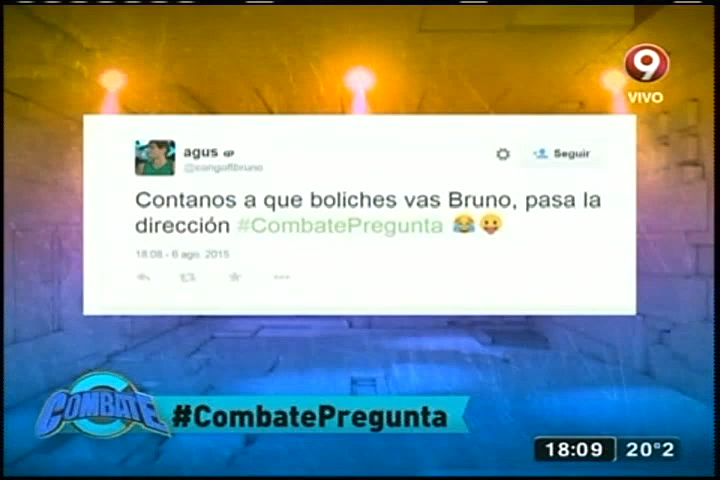 9
VIVO
agus
Seguir
Contanos a que boliches vas Bruno, pasa la
dirección #CombatePregunta 😂😛
18:08 - 6 ago. 2015
COMBATE
#CombatePregunta
18:09 20°2